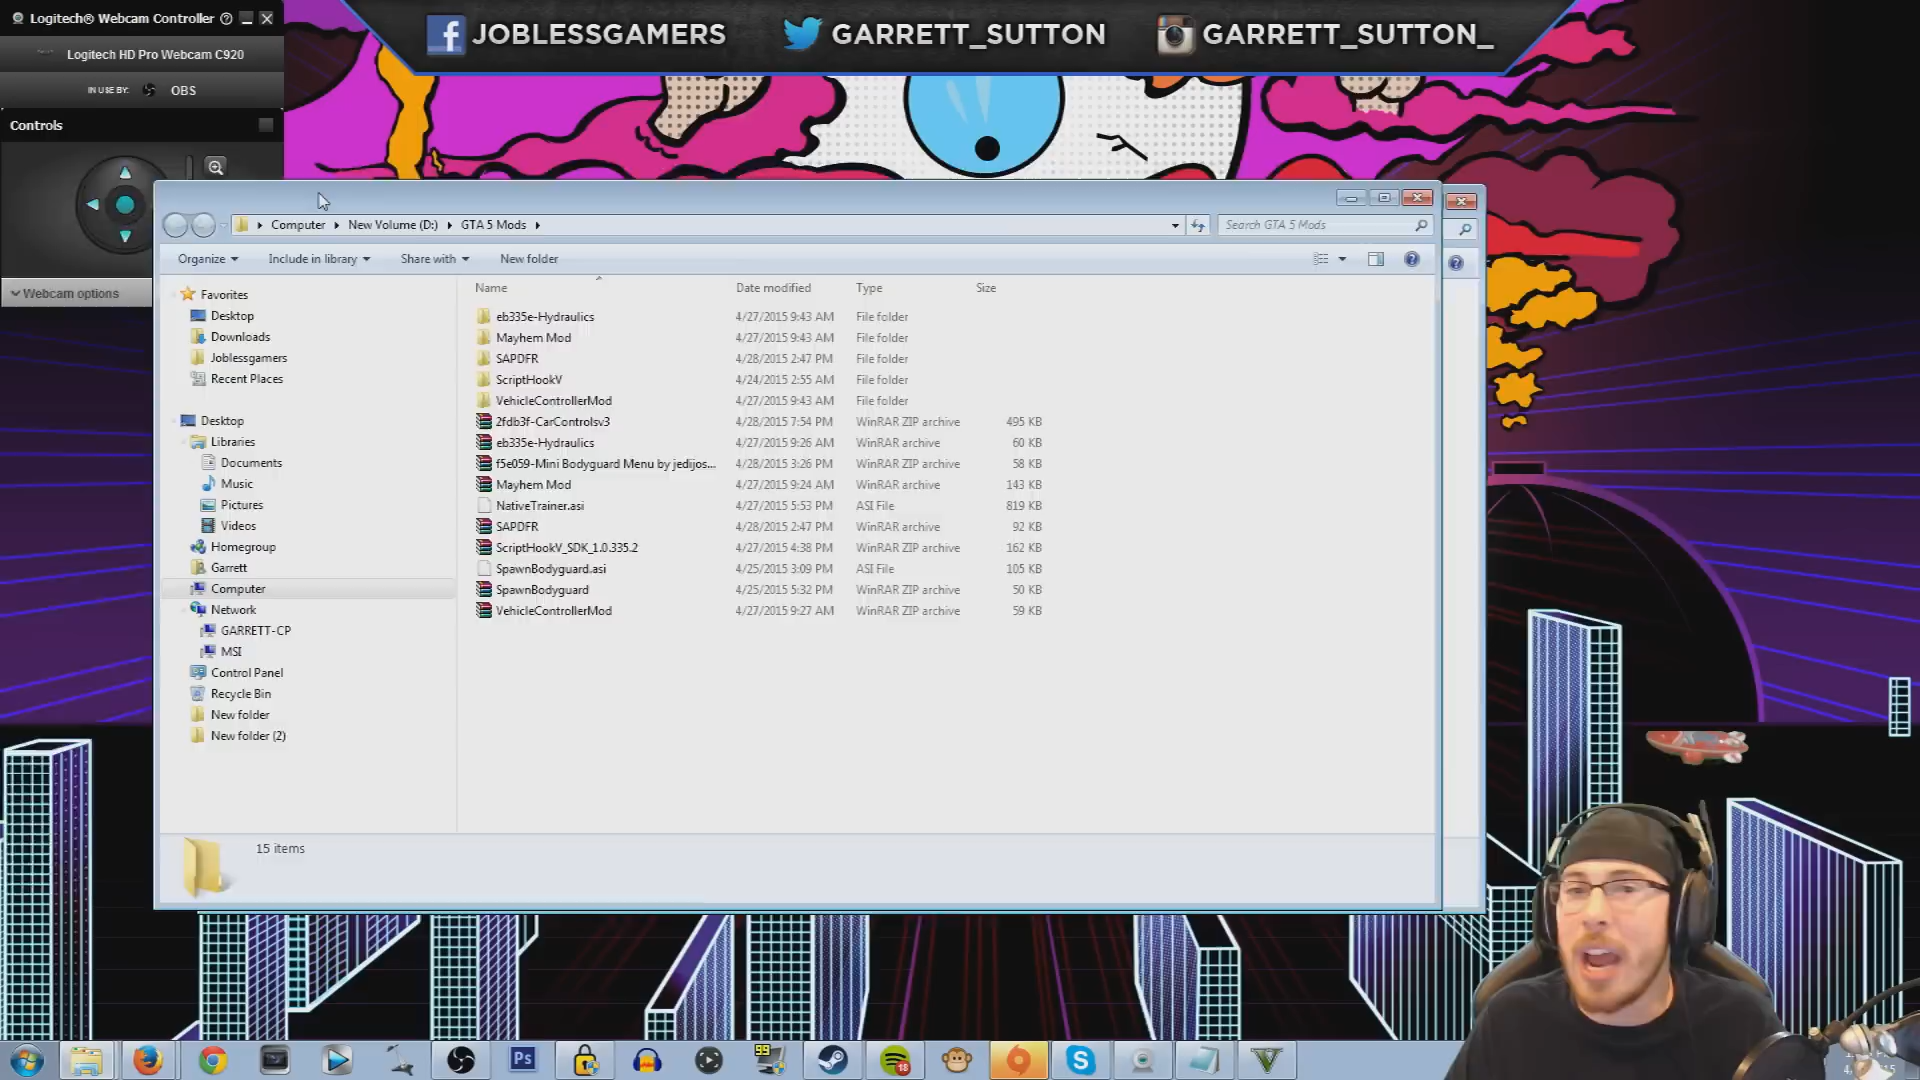 Logitech® Webcam Controller
JOBLESSGAMERS
GARRETT_SUTTON
GARRETT_SUTTON_
Logitech HD Pro Webcam C920
IN USE BY: OBS
Controls
Webcam options
Computer New Volume (D:) GTA 5 Mods
Search GTA 5 Mods
Organize Include in library Share with New folder
Name Date modified Type Size
Favorites
Desktop
Downloads
Joblessgamers
Recent Places
Desktop
Libraries
Documents
Music
Pictures
Videos
Homegroup
Garrett
Computer
Network
GARRETT-CP
MSI
Control Panel
Recycle Bin
New folder
New folder (2)
eb335e-Hydraulics 4/27/2015 9:43 AM File folder
Mayhem Mod 4/27/2015 9:43 AM File folder
SAPDFR 4/28/2015 2:47 PM File folder
ScriptHookV 4/24/2015 2:55 AM File folder
VehicleControllerMod 4/27/2015 9:43 AM File folder
2fdb3f-CarControlsv3 4/28/2015 7:54 PM WinRAR ZIP archive 495 KB
eb335e-Hydraulics 4/27/2015 9:26 AM WinRAR archive 60 KB
f5e059-Mini Bodyguard Menu by jedijos... 4/28/2015 3:26 PM WinRAR ZIP archive 58 KB
Mayhem Mod 4/27/2015 9:24 AM WinRAR archive 143 KB
NativeTrainer.asi 4/27/2015 5:53 PM ASI File 819 KB
SAPDFR 4/28/2015 2:47 PM WinRAR archive 92 KB
ScriptHookV_SDK_1.0.335.2 4/27/2015 4:38 PM WinRAR ZIP archive 162 KB
SpawnBodyguard.asi 4/25/2015 3:09 PM ASI File 105 KB
SpawnBodyguard 4/25/2015 5:32 PM WinRAR ZIP archive 50 KB
VehicleControllerMod 4/27/2015 9:27 AM WinRAR ZIP archive 59 KB
15 items
Ps
99
18